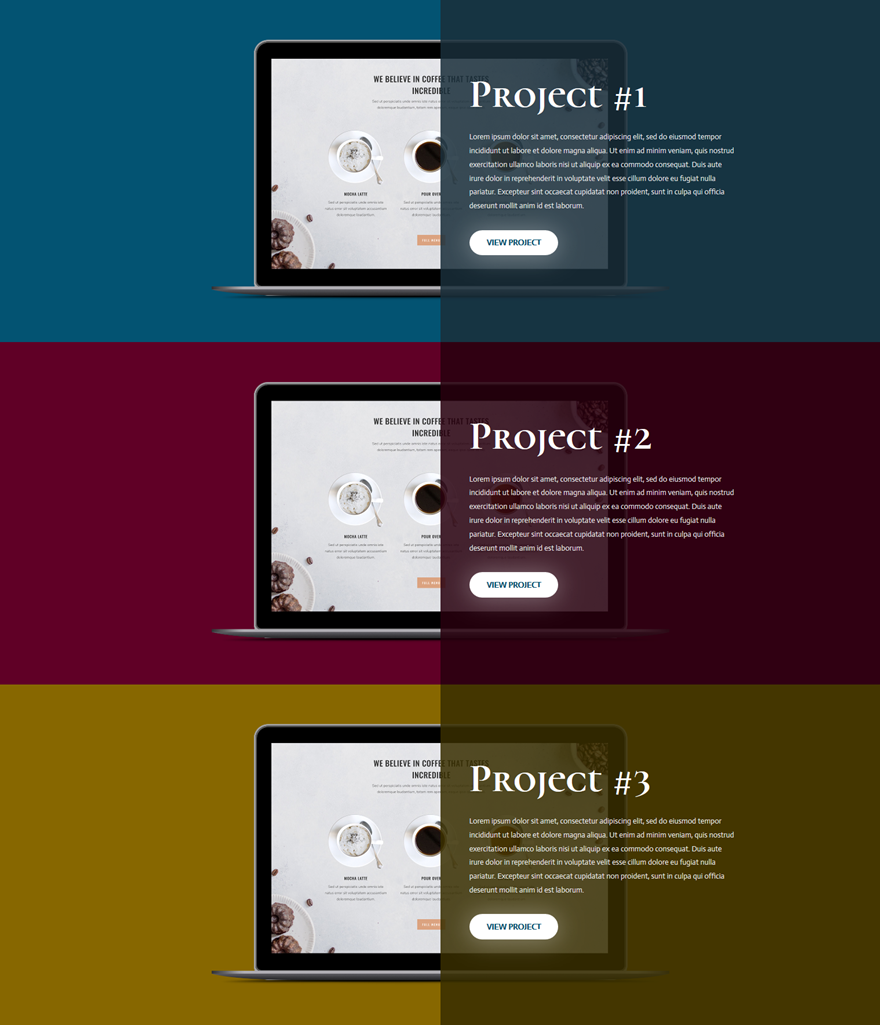 WE BELIEVE IN COFFEE THAT TASTES
INCREDIBLE
MOCHA LATTE
POUR OVER
Project #1
Lorem ipsum dolor sit amet, consectetur adipiscing elit, sed do eiusmod tempor
incididunt ut labore et dolore magna aliqua. Ut enim ad minim veniam, quis nostrud
exercitation ullamco laboris nisi ut aliquip ex ea commodo consequat. Duis aute
irure dolor in reprehenderit in voluptate velit esse cillum dolore eu fugiat nulla
pariatur. Excepteur sint occaecat cupidatat non proident, sunt in culpa qui officia
deserunt mollit anim id est laborum.
VIEW PROJECT
WE BELIEVE IN COFFEE THAT TASTES
INCREDIBLE
MOCHA LATTE
POUR OVER
Project #2
Lorem ipsum dolor sit amet, consectetur adipiscing elit, sed do eiusmod tempor
incididunt ut labore et dolore magna aliqua. Ut enim ad minim veniam, quis nostrud
exercitation ullamco laboris nisi ut aliquip ex ea commodo consequat. Duis aute
irure dolor in reprehenderit in voluptate velit esse cillum dolore eu fugiat nulla
pariatur. Excepteur sint occaecat cupidatat non proident, sunt in culpa qui officia
deserunt mollit anim id est laborum.
VIEW PROJECT
WE BELIEVE IN COFFEE THAT TASTES
INCREDIBLE
MOCHA LATTE
POUR OVER
Project #3
Lorem ipsum dolor sit amet, consectetur adipiscing elit, sed do eiusmod tempor
incididunt ut labore et dolore magna aliqua. Ut enim ad minim veniam, quis nostrud
exercitation ullamco laboris nisi ut aliquip ex ea commodo consequat. Duis aute
irure dolor in reprehenderit in voluptate velit esse cillum dolore eu fugiat nulla
pariatur. Excepteur sint occaecat cupidatat non proident, sunt in culpa qui officia
deserunt mollit anim id est laborum.
VIEW PROJECT